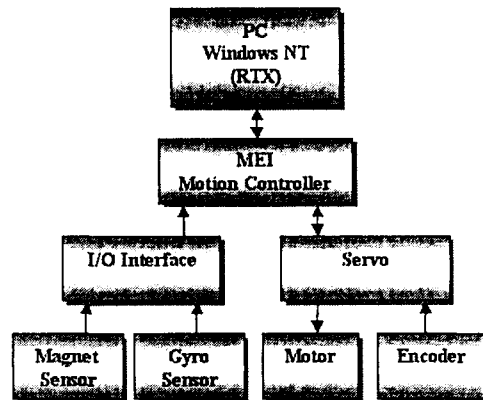 PC
Windows NT
(RTX)
MEI
Motion Controller
I/O Interface
Servo
Magnet
Sensor
Gyro
Sensor
Motor
Encoder